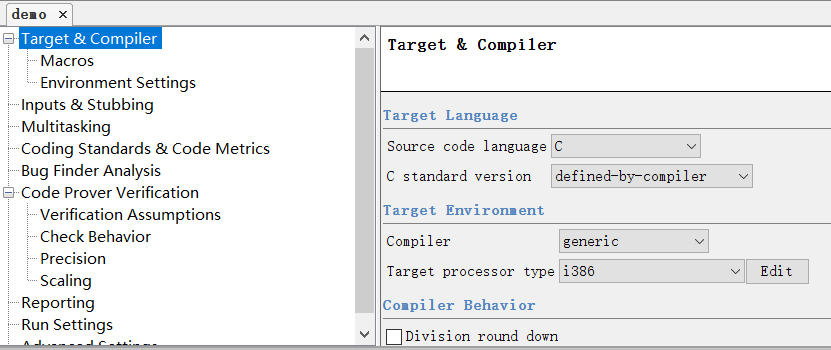 demo ×
Target & Compiler
Macros
Environment Settings
Inputs & Stubbing
Multitasking
Coding Standards & Code Metrics
Bug Finder Analysis
Code Prover Verification
Verification Assumptions
Check Behavior
Precision
Scaling
Reporting
Run Settings
Advanced Settings
Target & Compiler
Target Language
Source code language C
C standard version defined-by-compiler
Target Environment
Compiler generic
Target processor type i386 Edit
Compiler Behavior
Division round down